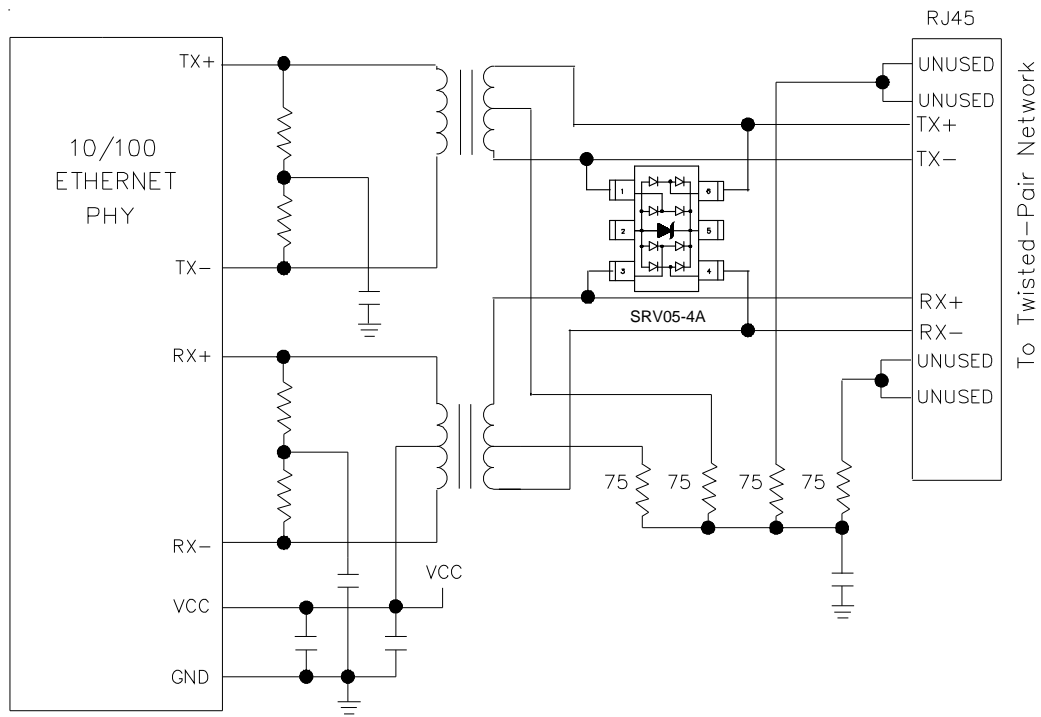 RJ45
TX+
10/100
ETHERNET
PHY
TX-
RX+
RX-
VCC
GND
VCC
UNUSED
UNUSED
TX+
TX-
1
2
3
6
5
4
SRV05-4A
RX+
RX-
UNUSED
UNUSED
75
75
75
75
To Twisted-Pair Network